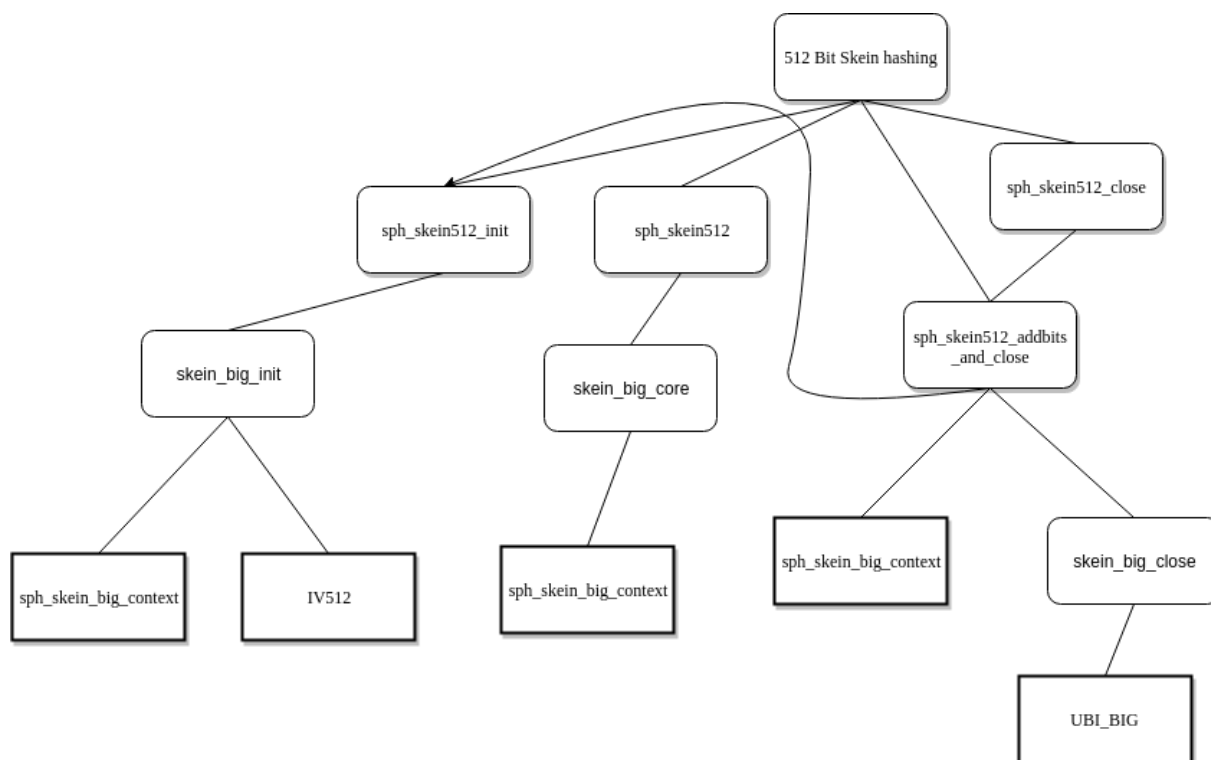 512 Bit Skein hashing
sph_skein512_close
sph_skein512_init
sph_skein512
sph_skein512_addbits
_and_close
skein_big_init
skein_big_core
sph_skein_big_context
IV512
sph_skein_big_context
sph_skein_big_context
skein_big_close
UBI_BIG